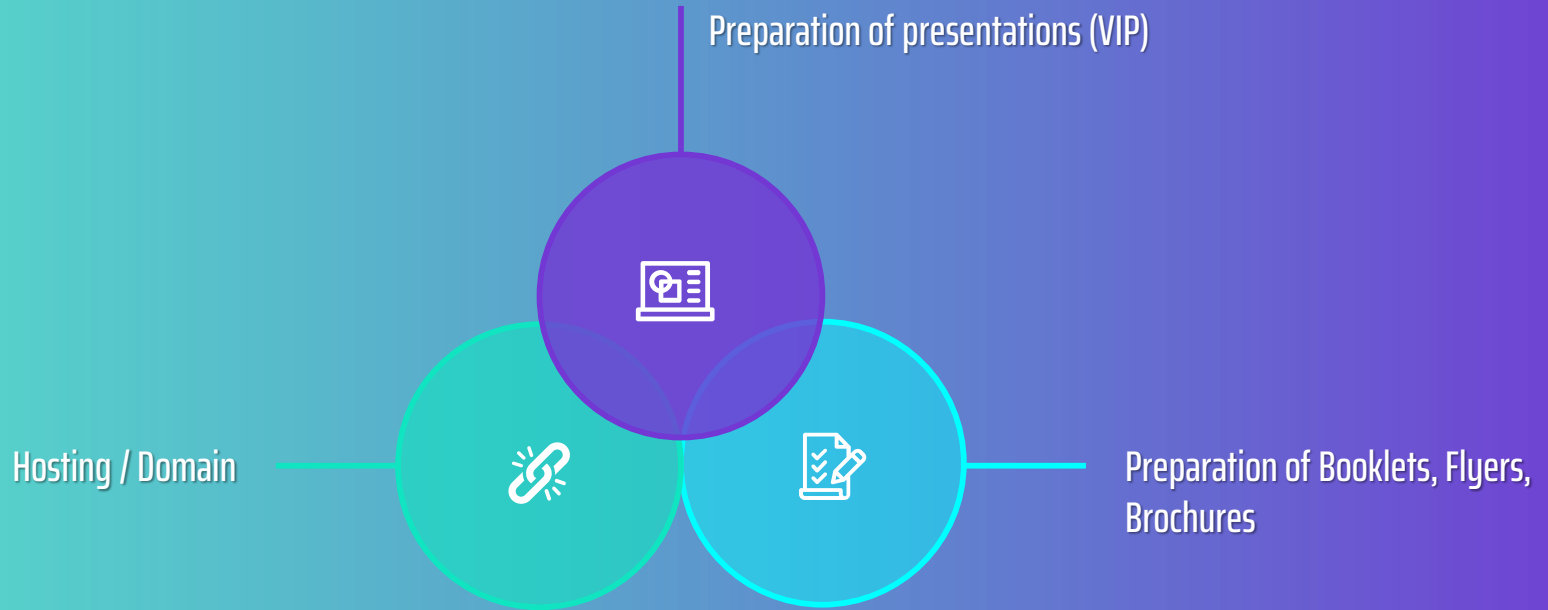 Preparation of presentations (VIP)
Hosting / Domain
Preparation of Booklets, Flyers,
Brochures